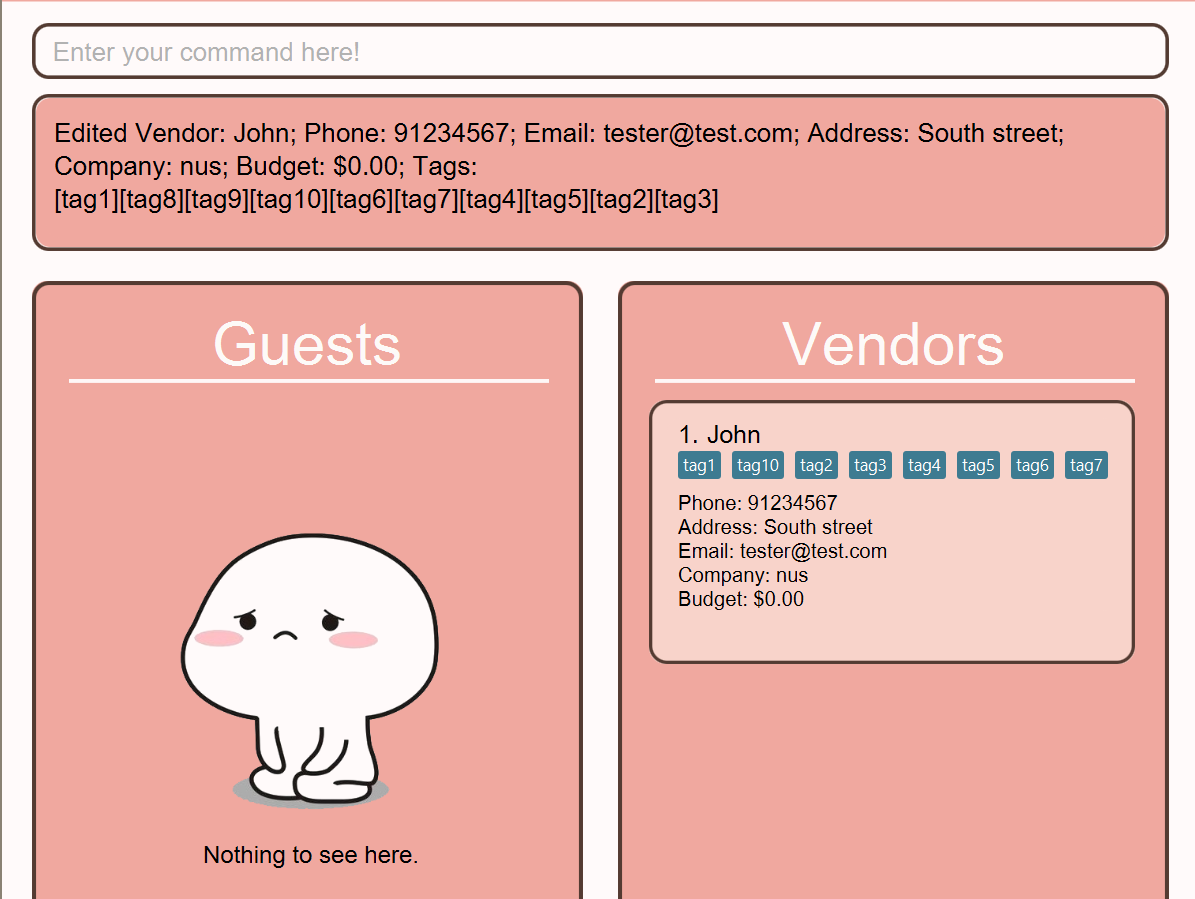 Enter your command here!
Edited Vendor: John; Phone: 91234567; Email: tester@test.com; Address: South street;
Company: nus; Budget: $0.00; Tags:
[tag1][tag8][tag9][tag10][tag6][tag7][tag4][tag5][tag2][tag3]
Guests
Nothing to see here.
Vendors
1. John
tag1 tag10 tag2 tag3 tag4 tag5 tag6 tag7
Phone: 91234567
Address: South street
Email: tester@test.com
Company: nus
Budget: $0.00